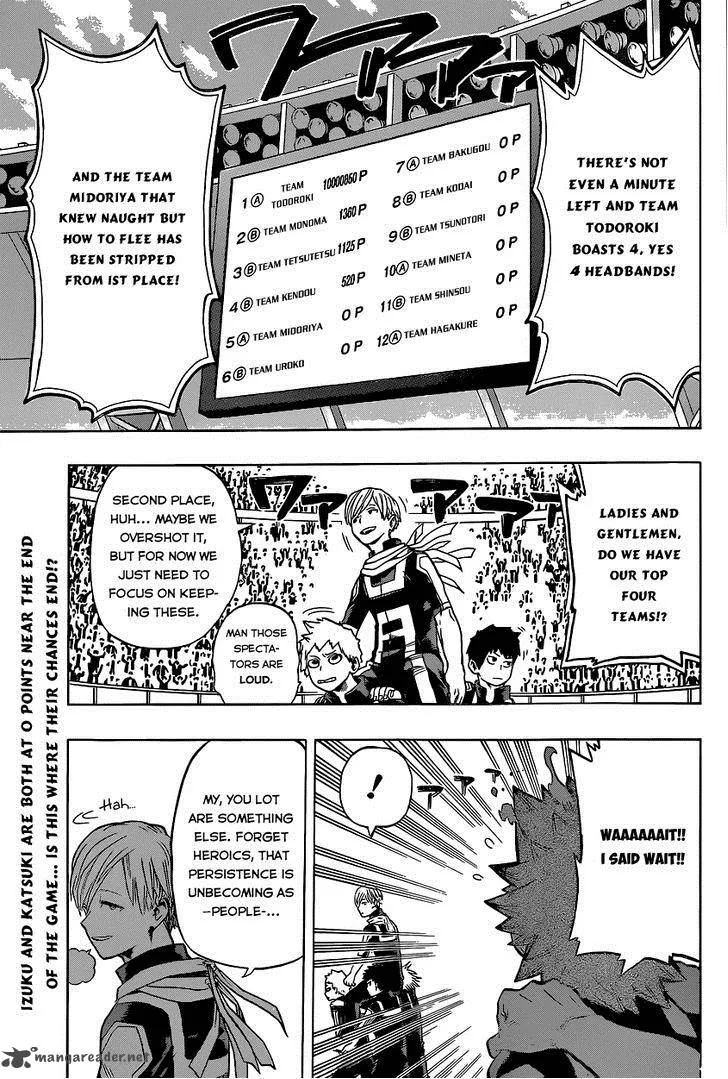 ワアアア
THERE'S NOT
EVEN A MINUTE
LEFT AND TEAM
TODOROKI
BOASTS 4, YES
4 HEADBANDS!
AND THE TEAM
MIDORIYA THAT
KNEW NAUGHT BUT
HOW TO FLEE HAS
BEEN STRIPPED
FROM 1ST PLACE!
1 Ⓐ TEAM TODOROKI 10000850 P
2 Ⓑ TEAM MONOMA 1360 P
3 Ⓑ TEAM TETSUTETSU 1125 P
4 Ⓑ TEAM KENDOU 520 P
5 Ⓐ TEAM MIDORIYA 0 P
6 Ⓑ TEAM UROKO 0 P
7 Ⓐ TEAM BAKUGOU 0 P
8 Ⓑ TEAM KODAI 0 P
9 Ⓑ TEAM TSUNOTORI 0 P
10 Ⓐ TEAM MINETA 0 P
11 Ⓑ TEAM SHINSOU 0 P
12 Ⓐ TEAM HAGAKURE 0 P
LADIES AND
GENTLEMEN,
DO WE HAVE
OUR TOP
FOUR
TEAMS!?
ワアアアア
SECOND PLACE,
HUH... MAYBE WE
OVERSHOT IT,
BUT FOR NOW WE
JUST NEED TO
FOCUS ON KEEP-
ING THESE.
MAN THOSE
SPECTA-
TORS ARE
LOUD.
WAAAAAAIT!!
I SAID WAIT!!
!
ワアアア
MY, YOU LOT
ARE SOMETHING
ELSE. FORGET
HEROICS, THAT
PERSISTENCE IS
UNBECOMING AS
-PEOPLE-...
Hah...
IZUKU AND KATSUKI ARE BOTH AT 0 POINTS NEAR THE END
OF THE GAME... IS THIS WHERE THEIR CHANCES END!?
mangareader.net